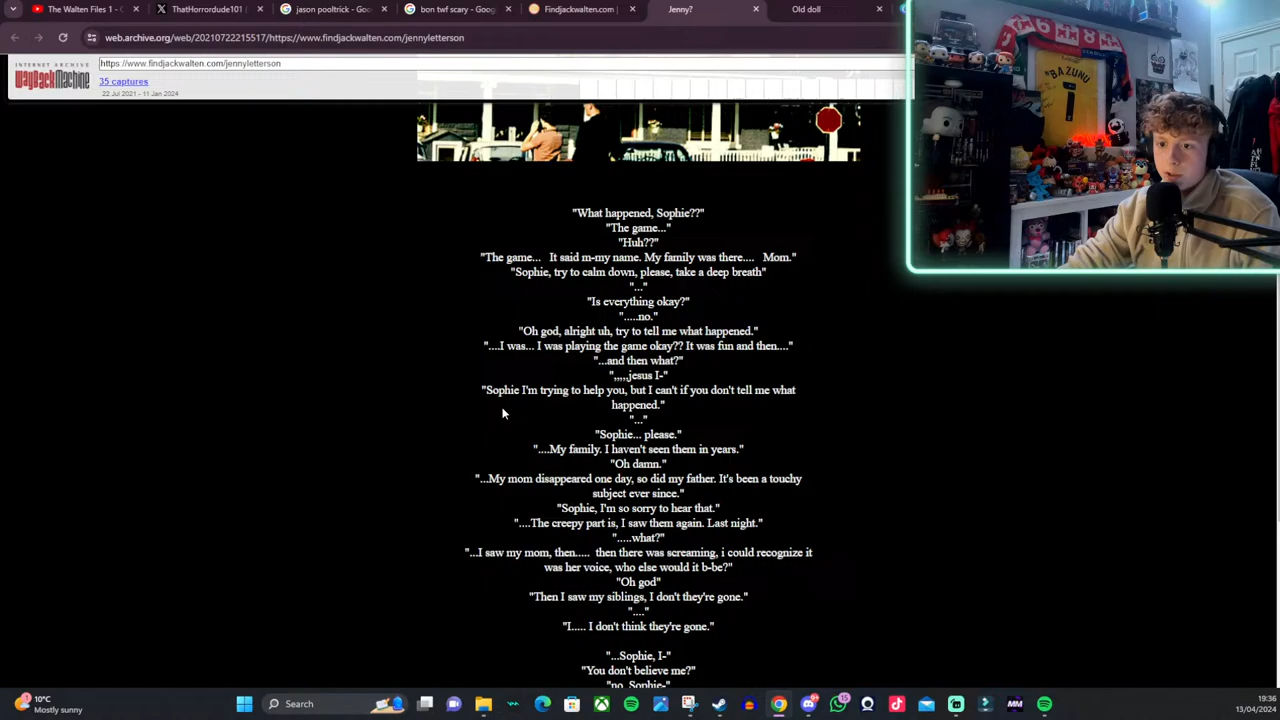 The Walten Files 1 -
ThatHorrordude101
jason pooltrick - Goo
bon twf scary - Goog
Findjackwalten.com |
Jenny?
Old doll
web.archive.org/web/20210722215517/https://www.findjackwalten.com/jennyletterson
INTERNET ARCHIVE
WayBackMachine
https://www.findjackwalten.com/jennyletterson
35 captures
22 Jul 2021 - 11 Jan 2024
"BAZUNU
1
"What happened, Sophie??"
"The game..."
"Huh??"
"The game... It said m-my name. My family was there.... Mom."
"Sophie, try to calm down, please, take a deep breath"
"..."
"Is everything okay?"
".....no."
"Oh god, alright uh, try to tell me what happened."
"....I was... I was playing the game okay?? It was fun and then...."
"...and then what?"
",,,,,jesus I-"
"Sophie I'm trying to help you, but I can't if you don't tell me what
happened."
"..."
"Sophie... please."
"....My family. I haven't seen them in years."
"Oh damn."
"...My mom disappeared one day, so did my father. It's been a touchy
subject ever since."
"Sophie, I'm so sorry to hear that."
"....The creepy part is, I saw them again. Last night."
".....what?"
"...I saw my mom, then..... then there was screaming, i could recognize it
was her voice, who else would it b-be?"
"Oh god"
"Then I saw my siblings, I don't they're gone."
"...."
"I..... I don't think they're gone."
"...Sophie, I-"
"You don't believe me?"
"no, Sophie-"
10°C
Mostly sunny
Search
15
MM
19:36
13/04/2024